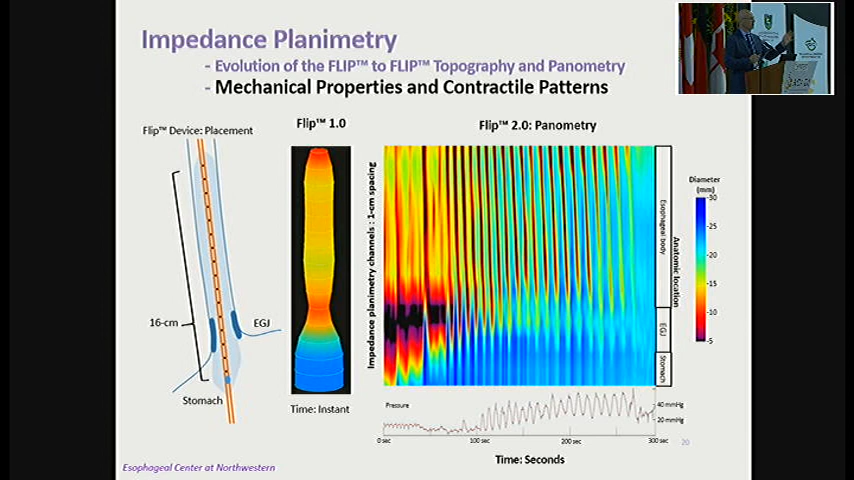 Impedance Planimetry
- Evolution of the FLIP™ to FLIP™ Topography and Panometry
- Mechanical Properties and Contractile Patterns
Flip™ Device: Placement
Flip™ 1.0
Flip™ 2.0: Panometry
16-cm
EGJ
Stomach
Time: Instant
Impedance planimetry channels : 1-cm spacing
Esophageal body
EGJ
Stomach
Anatomic location
Diameter
(mm)
30
25
20
15
10
5
Pressure
40 mmHg
20 mmHg
0 sec
100 sec
200 sec
300 sec
20
Time: Seconds
Esophageal Center at Northwestern